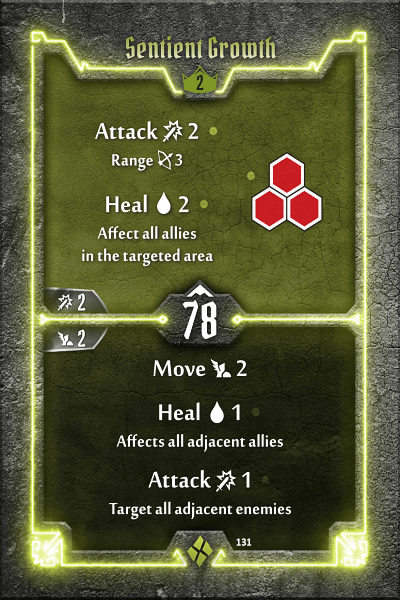 Sentient Growth
2
Attack 2
Range 3
Heal 2
Affect all allies
in the targeted area
2
78
2
Move 2
Heal 1
Affects all adjacent allies
Attack 1
Target all adjacent enemies
131